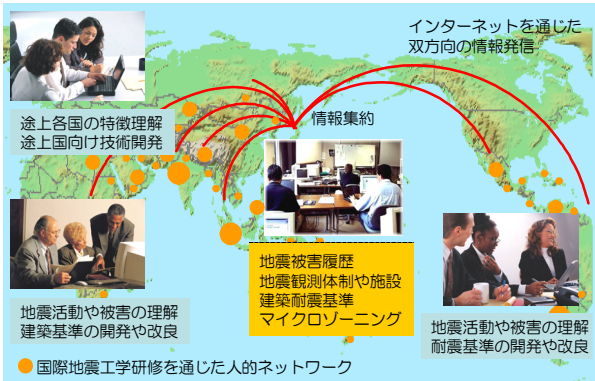 インターネットを通じた
双方向の情報発信
情報集約
途上各国の特徴理解
途上国向け技術開発
地震被害履歴
地震観測体制や施設
建築耐震基準
マイクロゾーニング
地震活動や被害の理解
建築基準の開発や改良
地震活動や被害の理解
耐震基準の開発や改良
国際地震工学研修を通じた人的ネットワーク